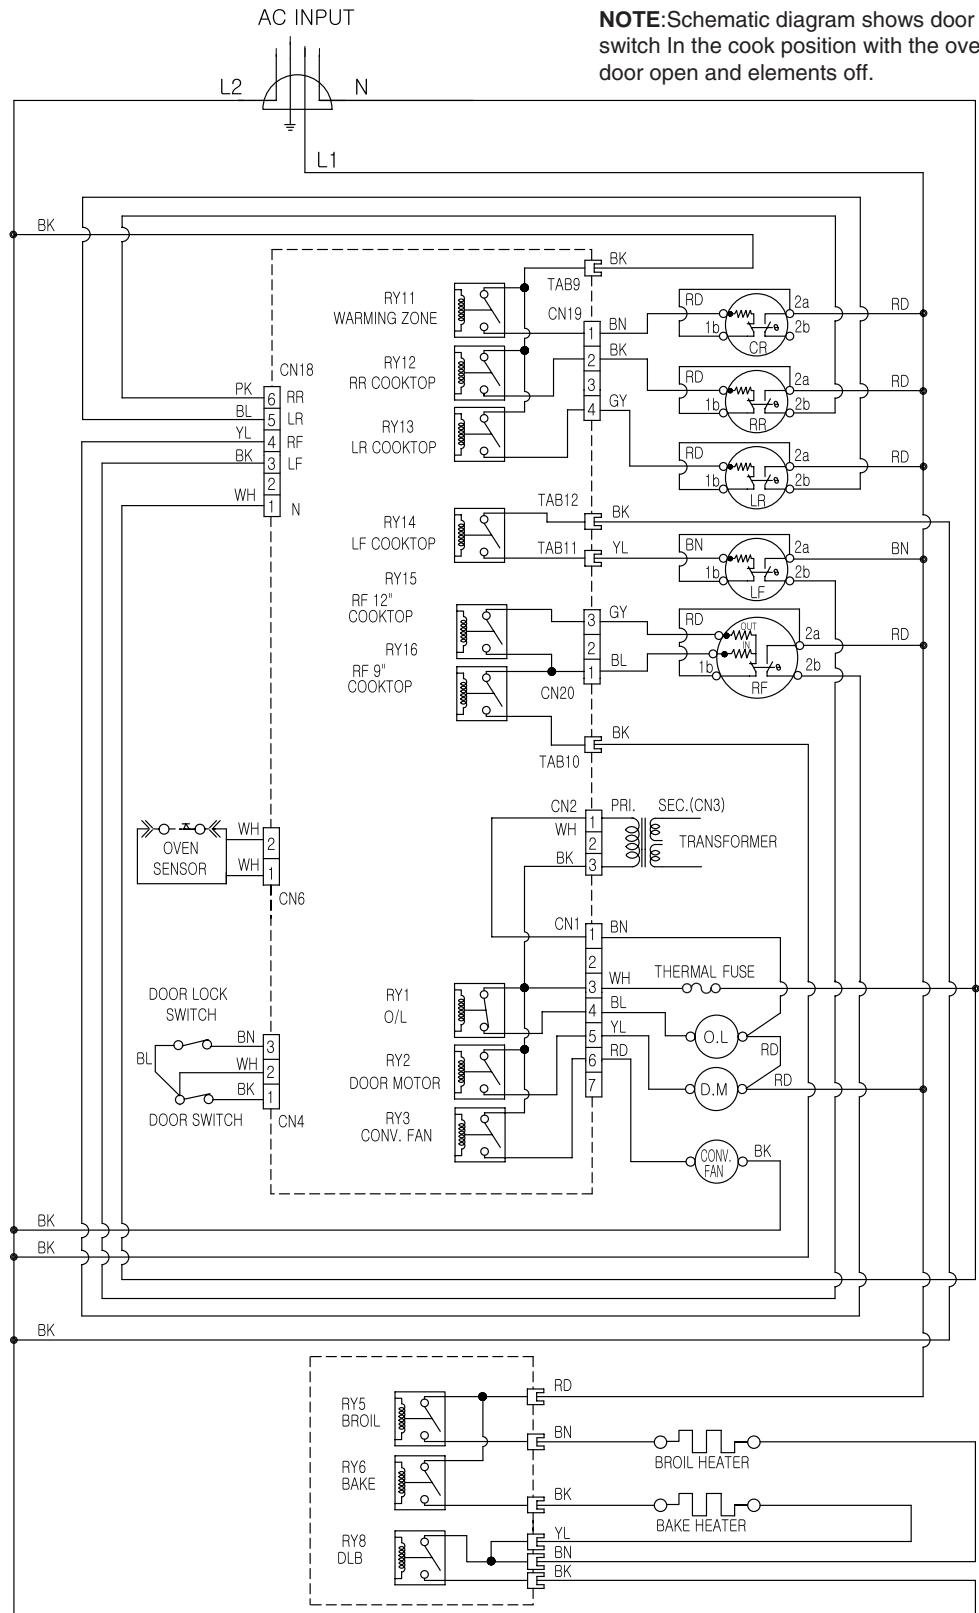 AC INPUT
NOTE:Schematic diagram shows door
switch In the cook position with the ove
door open and elements off.
L2
N
L1
BK
BK
TAB9
RY11
WARMING ZONE
CN19
1
BN
RD
2a
RD
1b
2b
CR
RY12
RR COOKTOP
2
BK
3
RD
2a
RD
1b
2b
RR
CN18
PK
6
RR
BL
5
LR
YL
4
RF
BK
3
LF
2
WH
1
N
RY13
LR COOKTOP
4
GY
RD
2a
RD
1b
2b
LR
TAB12
BK
RY14
LF COOKTOP
TAB11
YL
BN
2a
BN
1b
2b
LF
RY15
RF 12"
COOKTOP
3
GY
2
RD
OUT
IN
2a
RD
1b
2b
RF
RY16
RF 9"
COOKTOP
1
BL
CN20
BK
TAB10
CN2
PRI.
SEC.(CN3)
1
WH
2
BK
3
TRANSFORMER
OVEN
SENSOR
WH
2
WH
1
CN6
CN1
1
BN
2
3
WH
THERMAL FUSE
4
BL
O.L
5
YL
RD
6
RD
D.M
RD
7
RY1
O/L
RY2
DOOR MOTOR
RY3
CONV. FAN
CONV.
FAN
BK
DOOR LOCK
SWITCH
BN
3
BL
WH
2
BK
1
DOOR SWITCH
CN4
BK
BK
BK
RY5
BROIL
RD
BN
BROIL HEATER
RY6
BAKE
BK
BAKE HEATER
RY8
DLB
YL
BN
BK